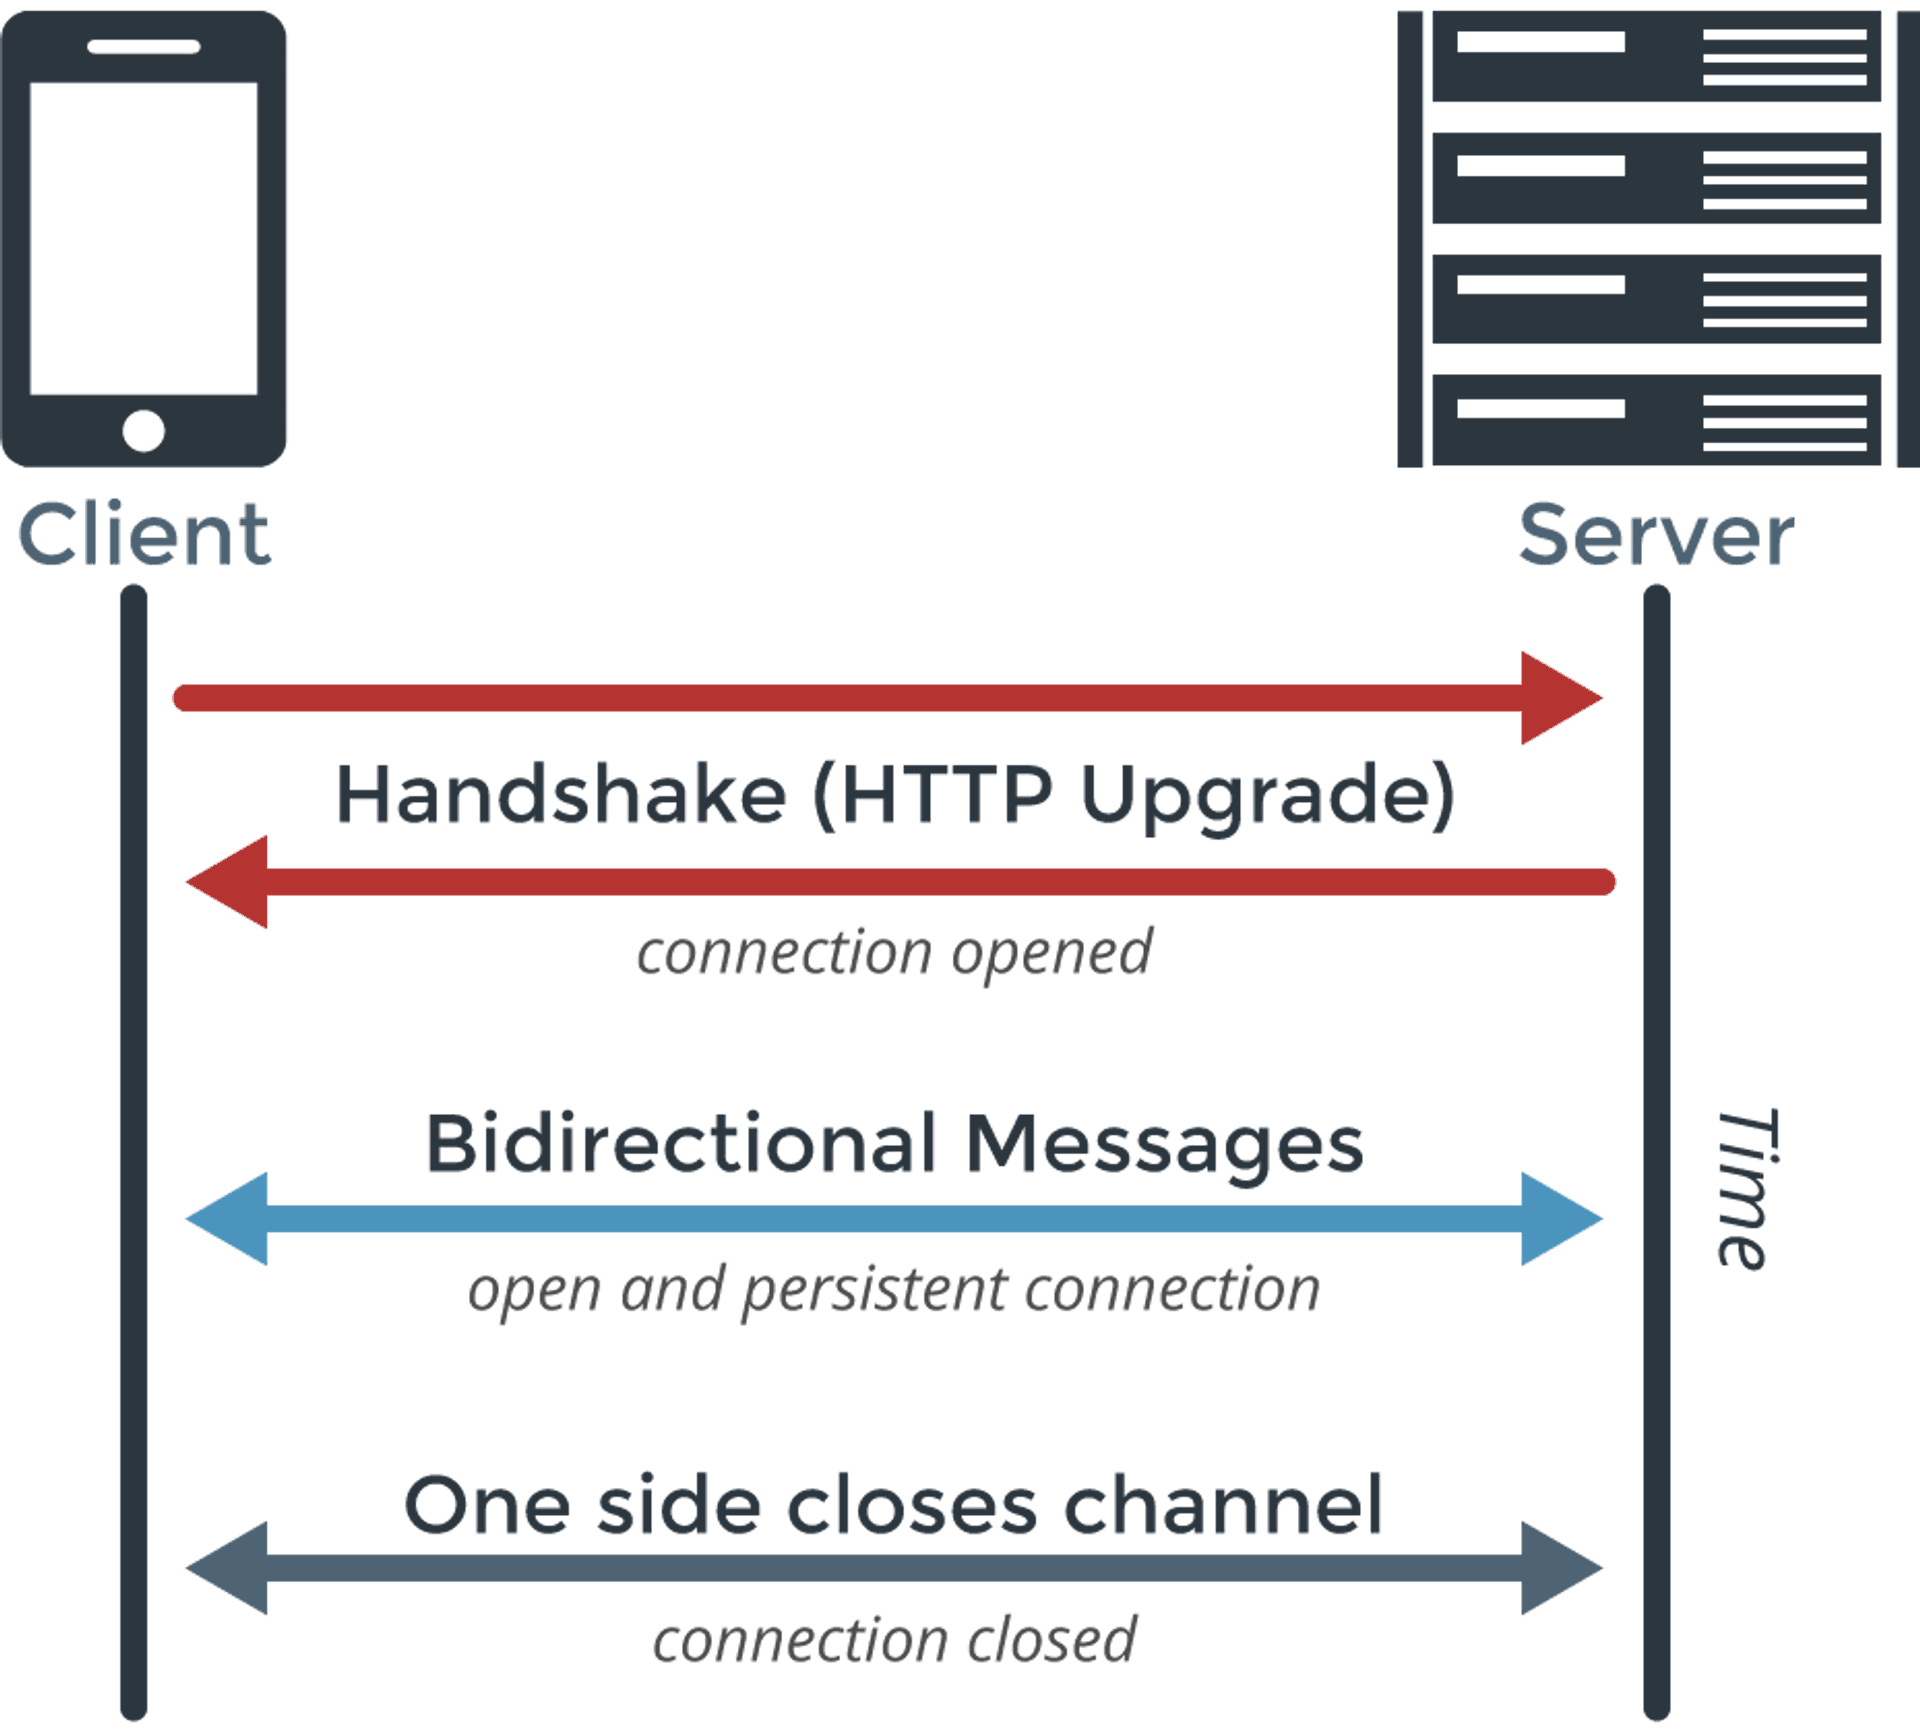 Client
Server
Handshake (HTTP Upgrade)
connection opened
Bidirectional Messages
open and persistent connection
Time
One side closes channel
connection closed